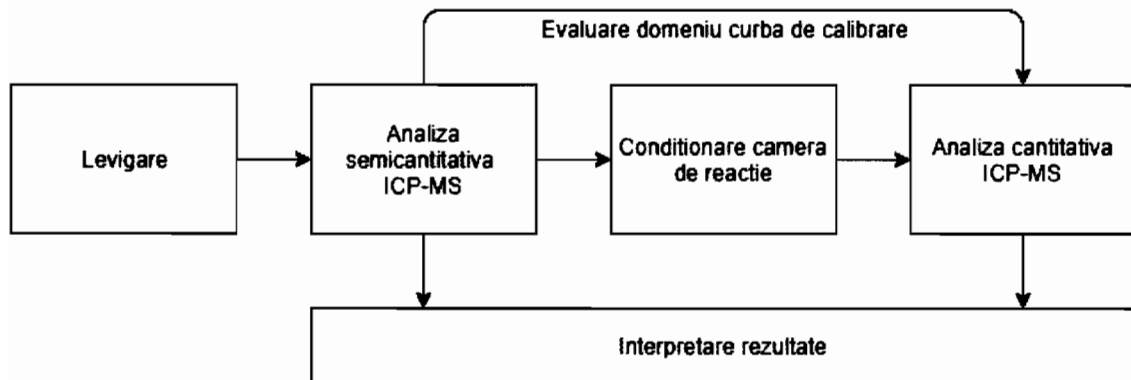 Evaluare domeniu curba de calibrare
Levigare
Analiza
semicantitativa
ICP-MS
Conditionare camera
de reactie
Analiza cantitativa
ICP-MS
Interpretare rezultate